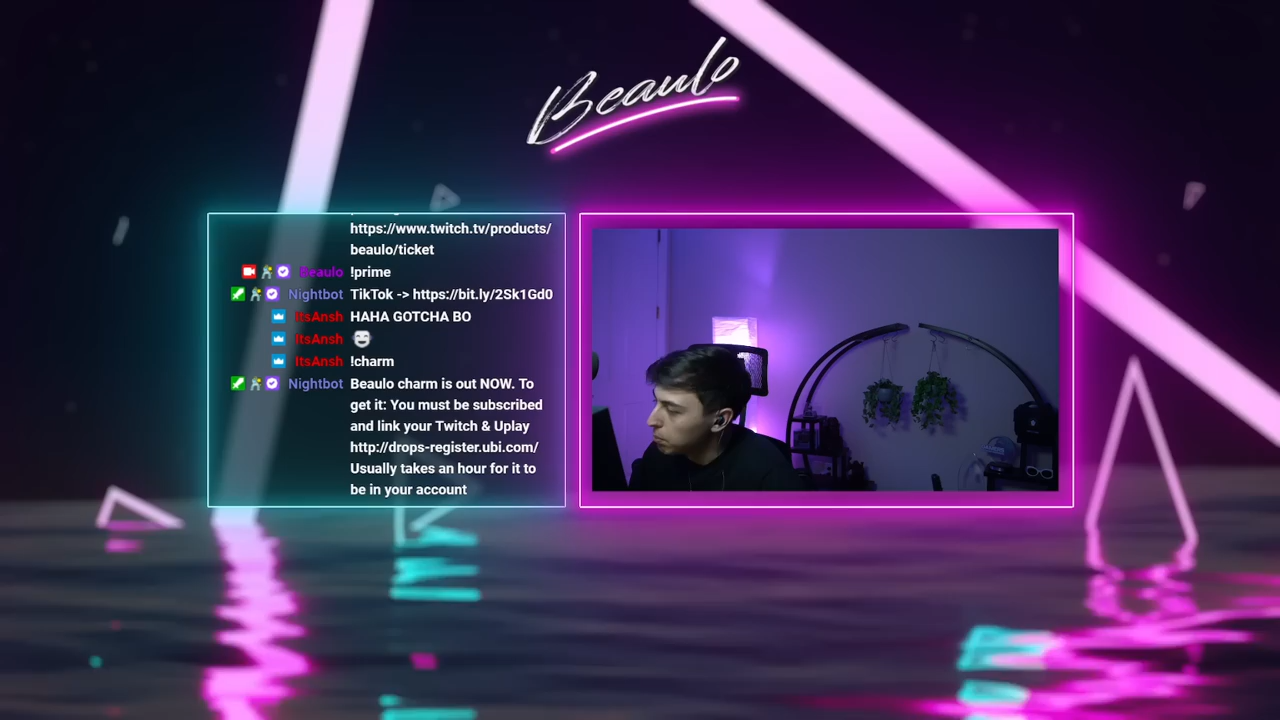 Beaulo
https://www.twitch.tv/products/
beaulo/ticket
Beaulo !prime
Nightbot TikTok -> https://bit.ly/2Sk1Gd0
ItsAnsh HAHA GOTCHA BO
ItsAnsh
ItsAnsh !charm
Nightbot Beaulo charm is out NOW. To
get it: You must be subscribed
and link your Twitch & Uplay
http://drops-register.ubi.com/
Usually takes an hour for it to
be in your account